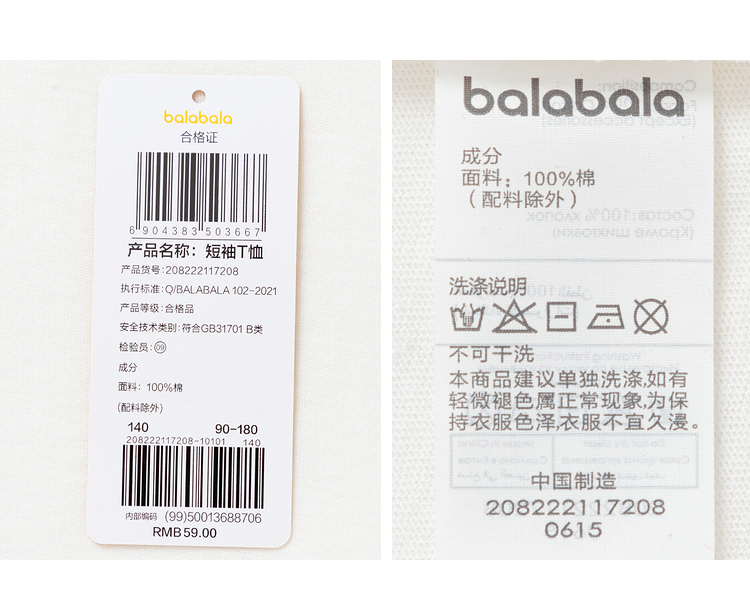 balabala
合格证
6 904383 503667
产品名称：短袖T恤
产品货号:208222117208
执行标准:Q/BALABALA 102-2021
产品等级:合格品
安全技术类别:符合GB31701 B类
检验员:09
成分
面料：100%棉
(配料除外)
140 90-180
208222117208-10101 140
内部编码 (99)50013688706
RMB 59.00
balabala
成分
面料：100%棉
（配料除外）
洗涤说明
不可干洗
本商品建议单独洗涤,如有
轻微褪色属正常现象,为保
持衣服色泽,衣服不宜久浸。
中国制造
208222117208
0615